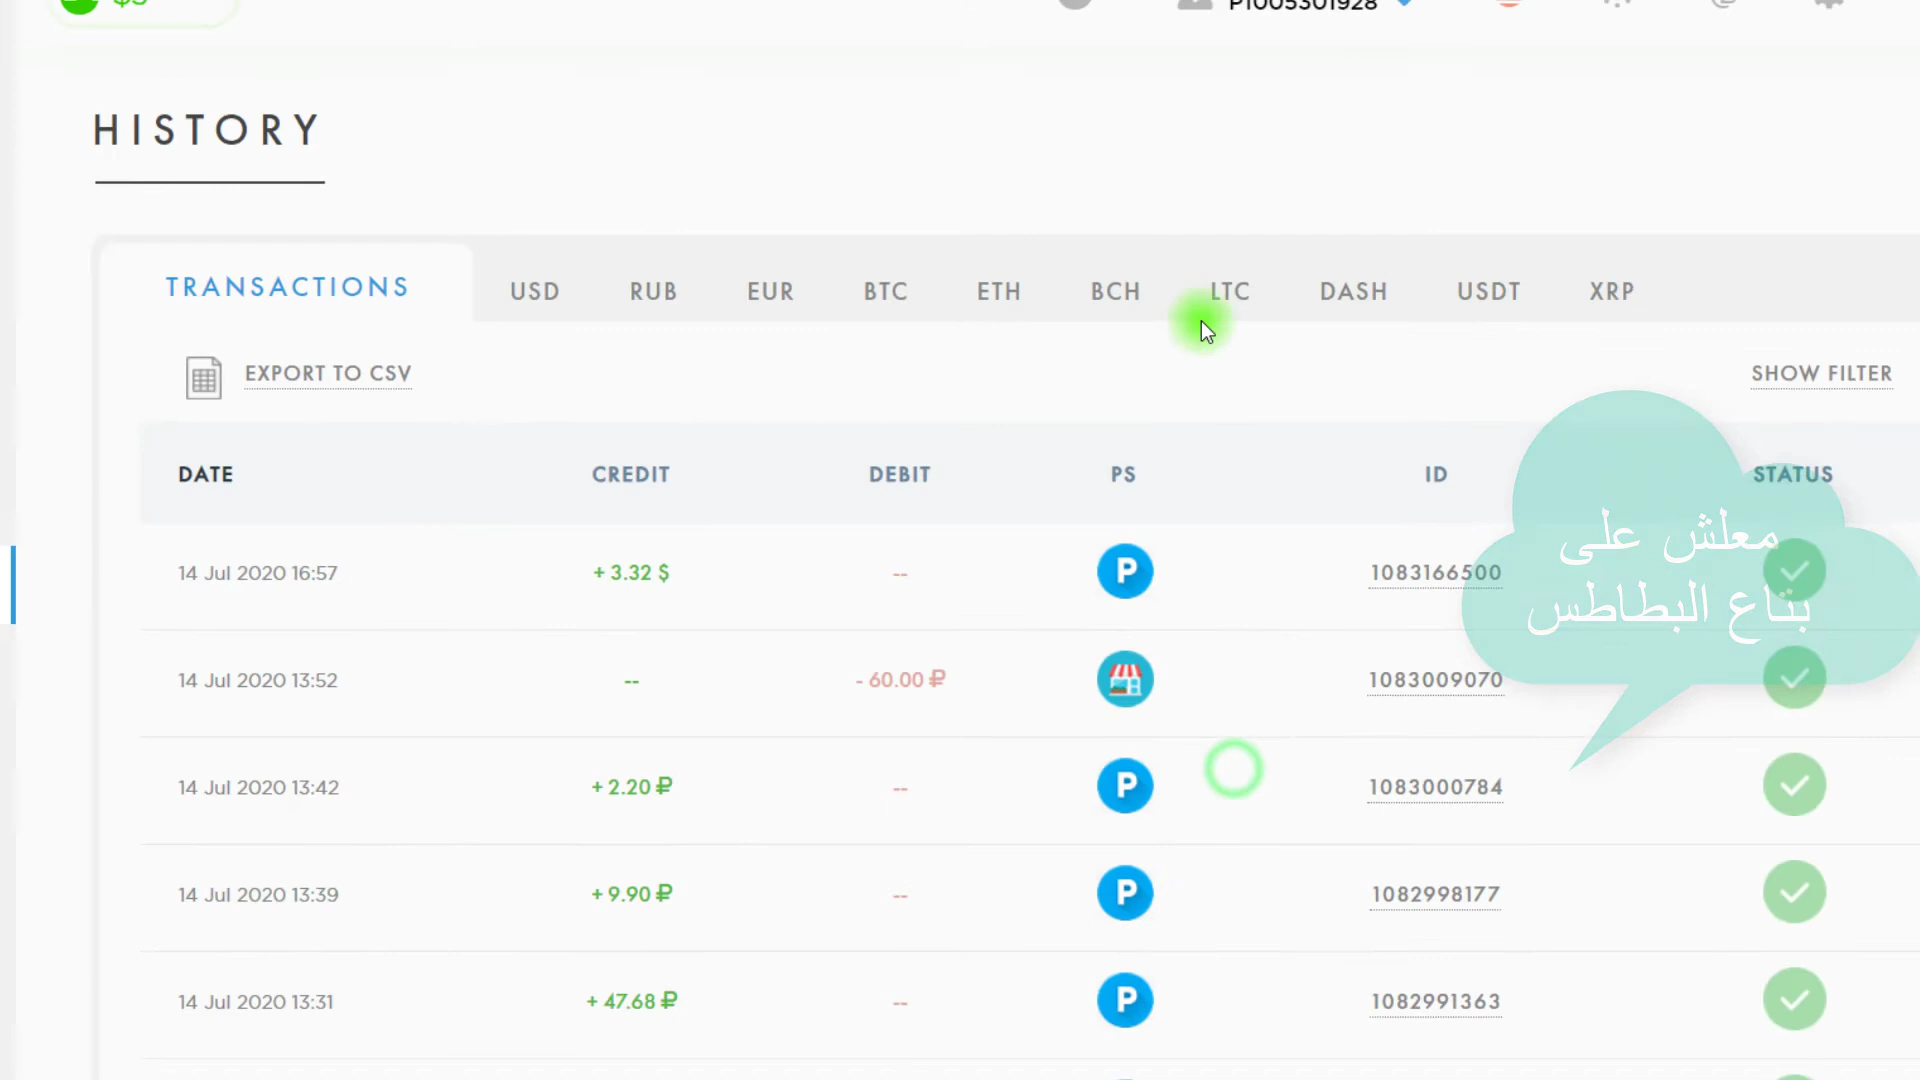 $3
P1005301928
HISTORY
TRANSACTIONS USD RUB EUR BTC ETH BCH LTC DASH USDT XRP
EXPORT TO CSV SHOW FILTER
DATE CREDIT DEBIT PS ID STATUS
14 Jul 2020 16:57 + 3.32 $ -- P 1083166500
14 Jul 2020 13:52 -- - 60.00 ₽ 1083009070
14 Jul 2020 13:42 + 2.20 ₽ -- P 1083000784
14 Jul 2020 13:39 + 9.90 ₽ -- P 1082998177
14 Jul 2020 13:31 + 47.68 ₽ -- P 1082991363
معلش على
بتاع البطاطس